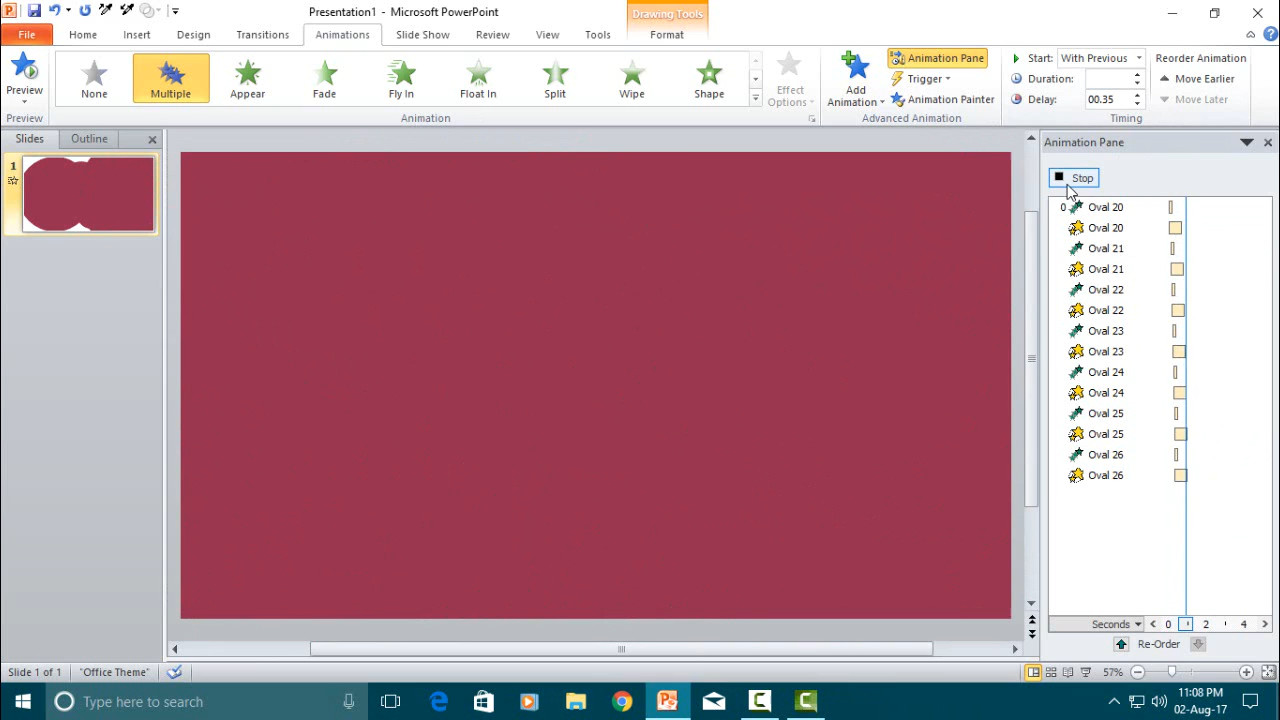 Presentation1 - Microsoft PowerPoint
Drawing Tools
File Home Insert Design Transitions Animations Slide Show Review View Tools Format
Preview
None Multiple Appear Fade Fly In Float In Split Wipe Shape
Effect Options
Add Animation
Animation Pane
Trigger
Animation Painter
Start: With Previous
Duration:
Delay: 00.35
Reorder Animation
Move Earlier
Move Later
Preview Animation Advanced Animation Timing
Slides Outline
1
Animation Pane
Stop
0 Oval 20
Oval 20
Oval 21
Oval 21
Oval 22
Oval 22
Oval 23
Oval 23
Oval 24
Oval 24
Oval 25
Oval 25
Oval 26
Oval 26
Seconds 0 2 4
Re-Order
Slide 1 of 1 "Office Theme" 57%
Type here to search
11:08 PM
02-Aug-17